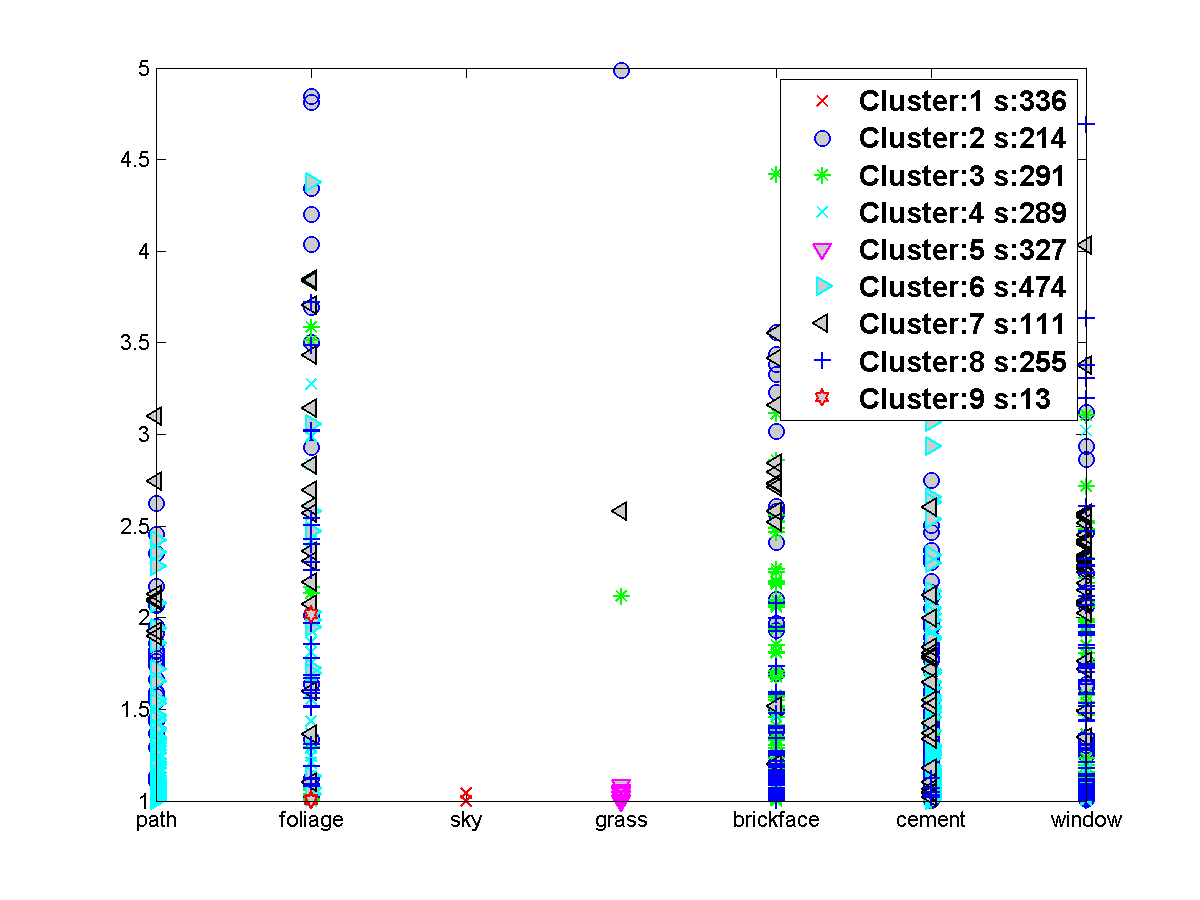 5
4.5
4
3.5
3
2.5
2
1.5
1
path foliage sky grass brickface cement window
Cluster:1 s:336
Cluster:2 s:214
Cluster:3 s:291
Cluster:4 s:289
Cluster:5 s:327
Cluster:6 s:474
Cluster:7 s:111
Cluster:8 s:255
Cluster:9 s:13